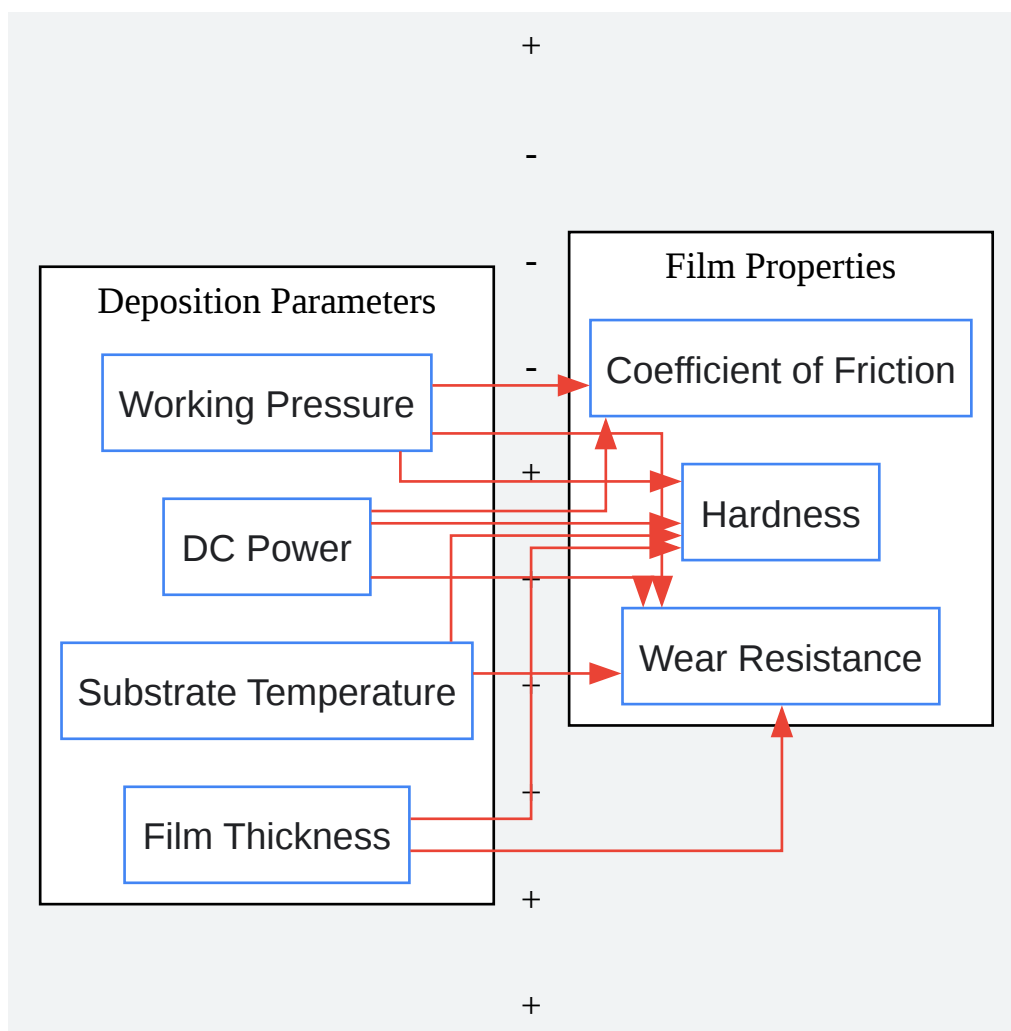 +
-
-
Film Properties
Deposition Parameters
-
Coefficient of Friction
Working Pressure
+
Hardness
DC Power
+
Wear Resistance
+
Substrate Temperature
+
Film Thickness
+
+